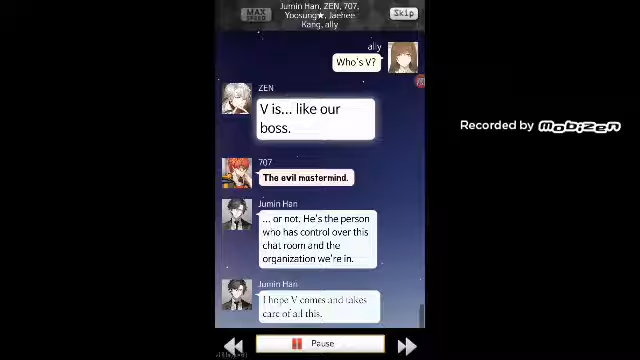 MAX
SPEED
Jumin Han, ZEN, 707,
Yoosung★, Jaehee
Kang, ally
Skip
ally
Who's V?
ZEN
V is... like our
boss.
707
The evil mastermind.
Jumin Han
... or not. He's the person
who has control over this
chat room and the
organization we're in.
Jumin Han
I hope V comes and takes
care of all this.
Pause
Recorded by mobizen